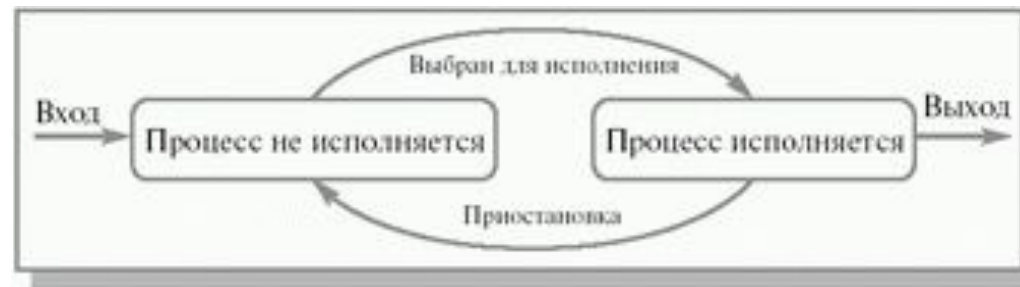 Выбран для исполнения
Вход
Процесс не исполняется
Процесс исполняется
Выход
Приостановка